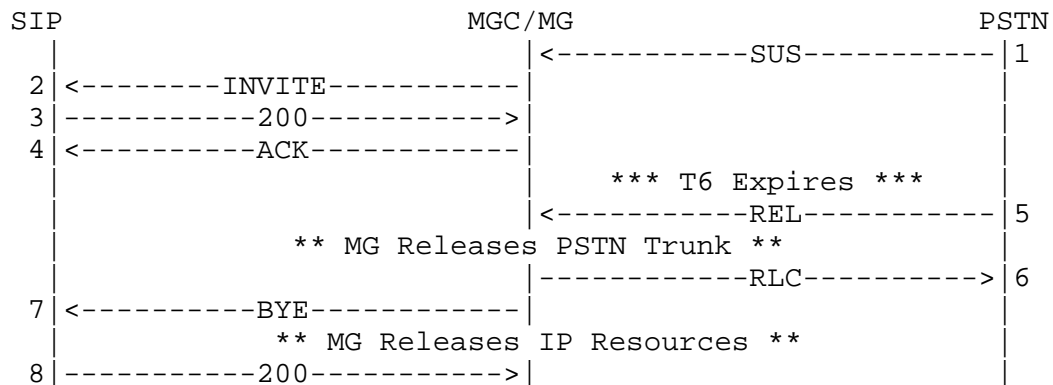 SIP                       MGC/MG                       PSTN
  |                          |<-----------SUS-----------|1
 2|<--------INVITE-----------|                          |
 3|-----------200----------->|                          |
 4|<----------ACK------------|                          |
  |                          |    *** T6 Expires ***    |
  |                          |<-----------REL-----------|5
  |             ** MG Releases PSTN Trunk **            |
  |                          |------------RLC---------->|6
 7|<----------BYE------------|                          |
  |            ** MG Releases IP Resources **           |
 8|-----------200----------->|                          |